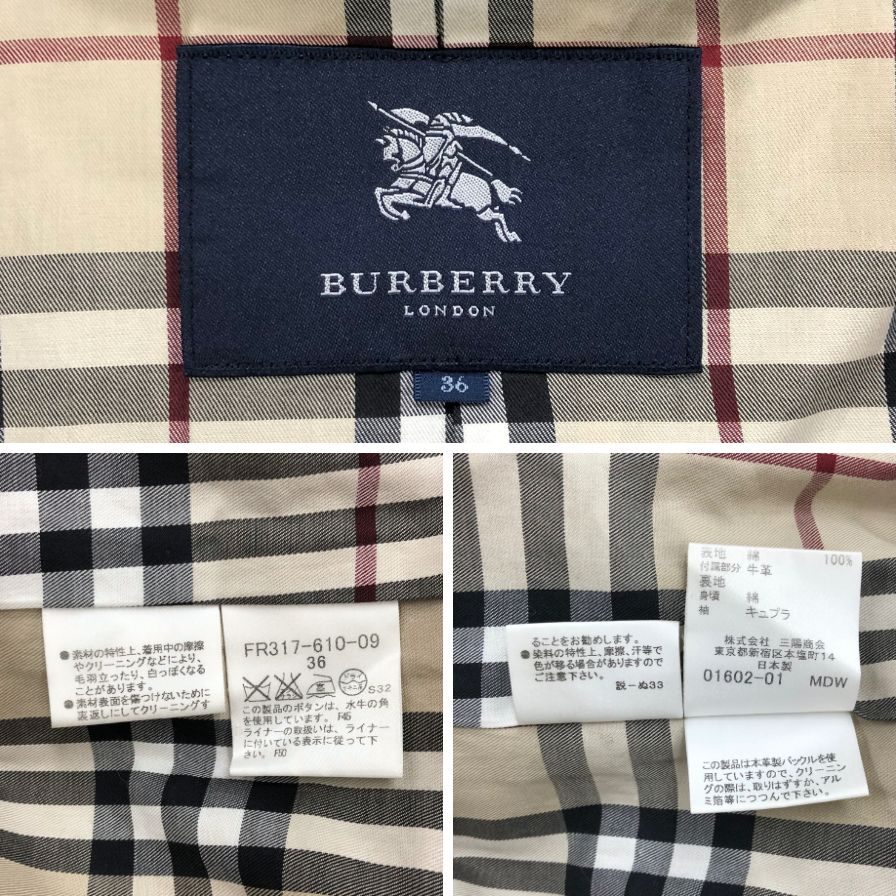 BURBERRY
LONDON
36
● 素材の特性上、着用中の摩擦
やクリーニングなどにより、
毛羽立ったり、白っぽくなる
ことがあります。
● 素材表面を傷つけないために
裏返しにしてクリーニングす
FR317-610-09
36
ドライ
S32
この製品のボタンは、水牛の角
を使用しています。 F45
ライナーの取扱いは、ライナー
に付いている表示に従って下
さい。 F50
ることをお勧めします。
● 染料の特性上、摩擦、汗等で
色が移る場合がありますので
ご注意下さい。
説-ぬ33
表地 綿 100%
付属部分 牛革
裏地
身頃 綿
袖 キュプラ
株式会社 三陽商会
東京都新宿区本塩町14
日本製
01602-01 MDW
この製品は本革製バックルを使
用していますので、クリーニン
グの際は、取りはずすか、アル
ミ箔等につつんで下さい。